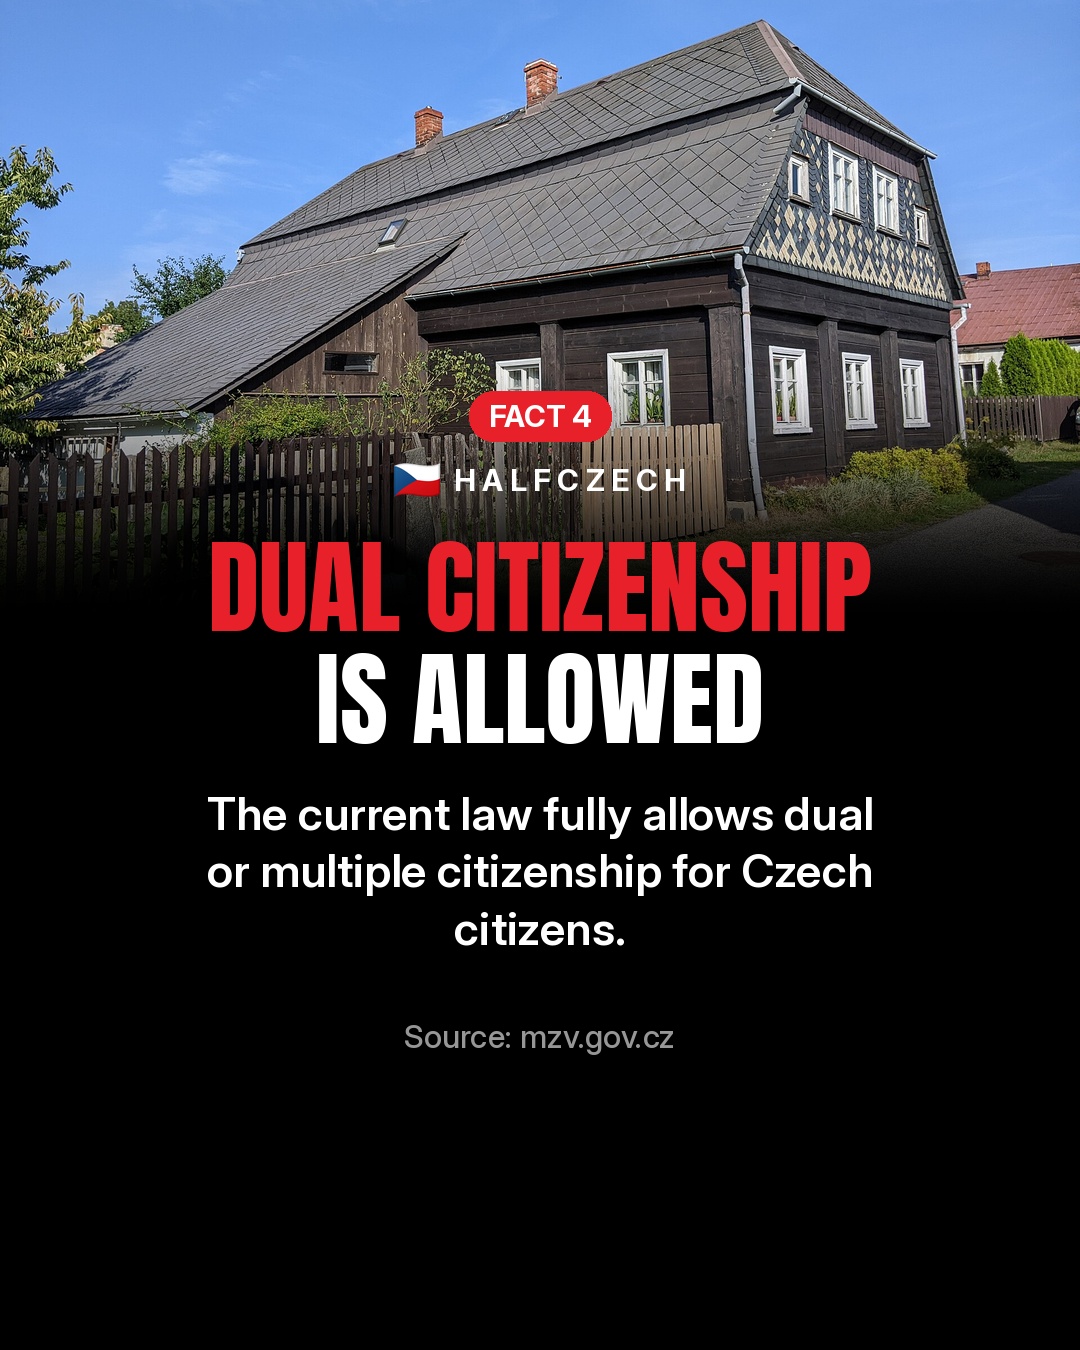 FACT 4
HALFCZECH
DUAL CITIZENSHIP
IS ALLOWED
The current law fully allows dual
or multiple citizenship for Czech
citizens.
Source: mzv.gov.cz